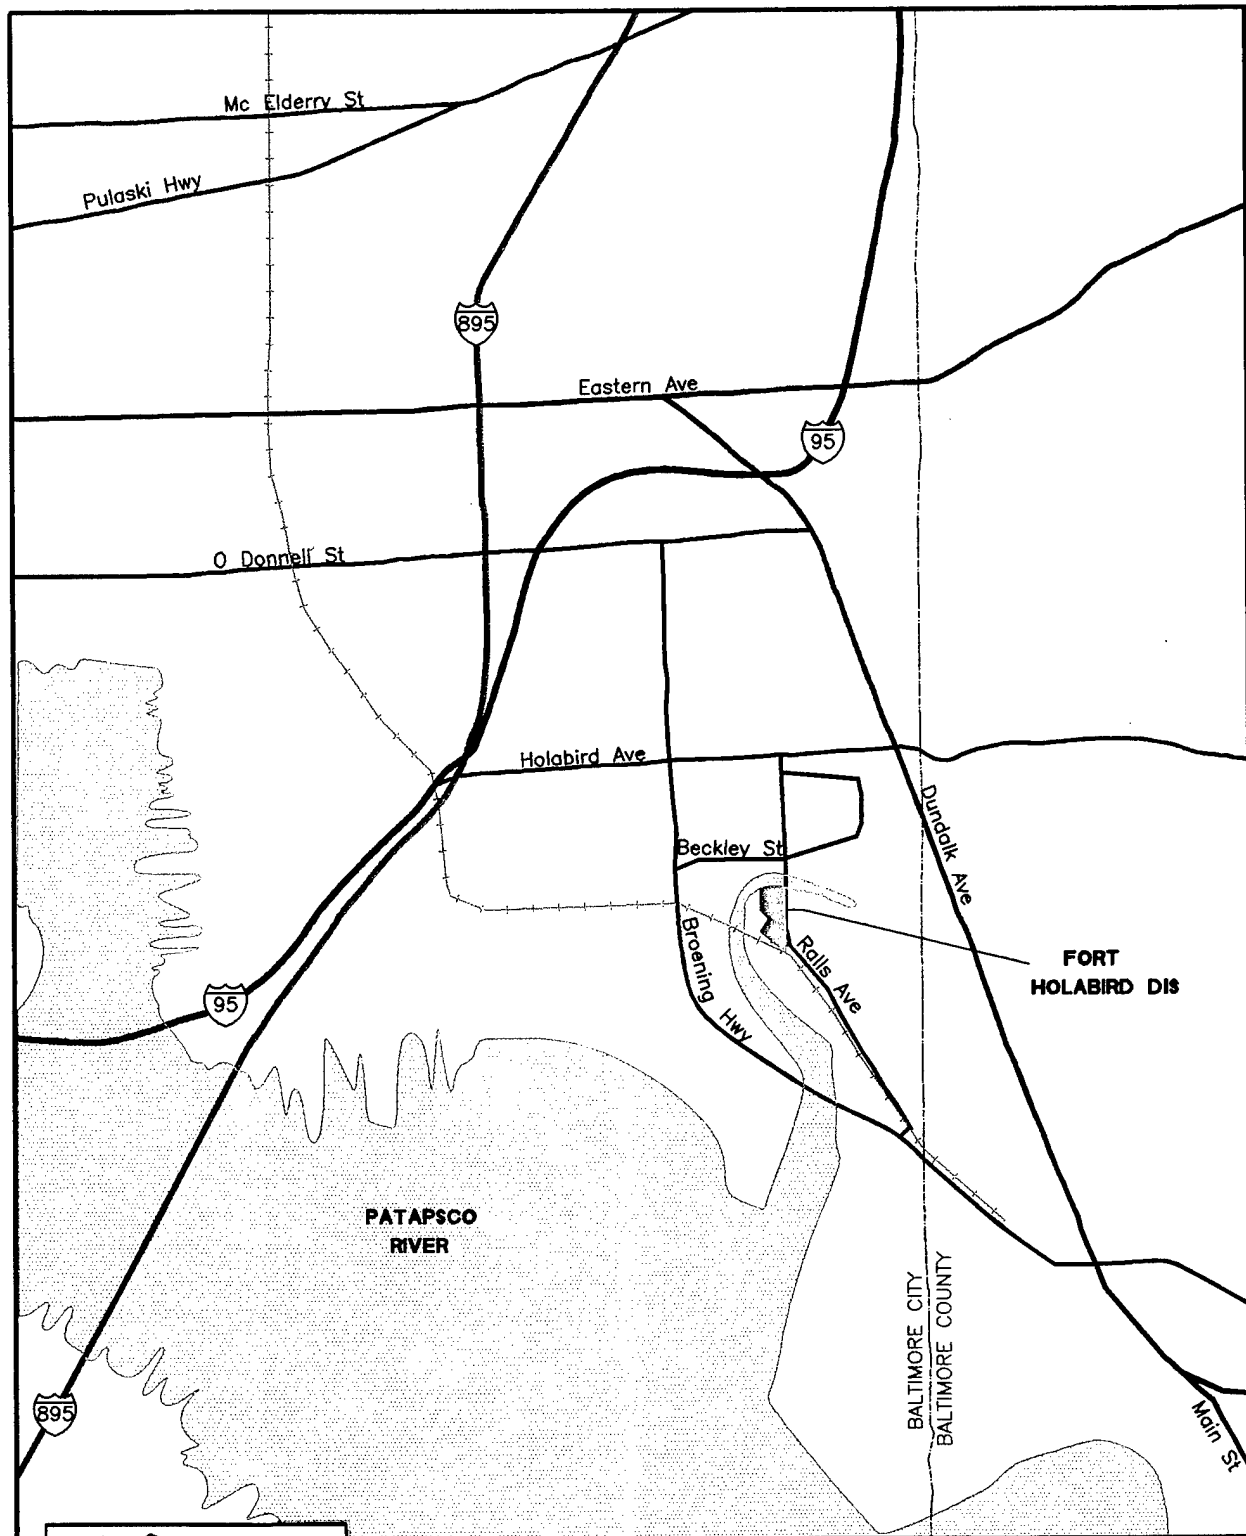 Mc Elderry St
Pulaski Hwy
895
Eastern Ave
95
O Donnell St
Holabird Ave
Dundalk Ave
Beckley St
Broening Hwy
Ralls Ave
FORT
HOLABIRD DIS
95
PATAPSCO
RIVER
BALTIMORE CITY
BALTIMORE COUNTY
895
Main St